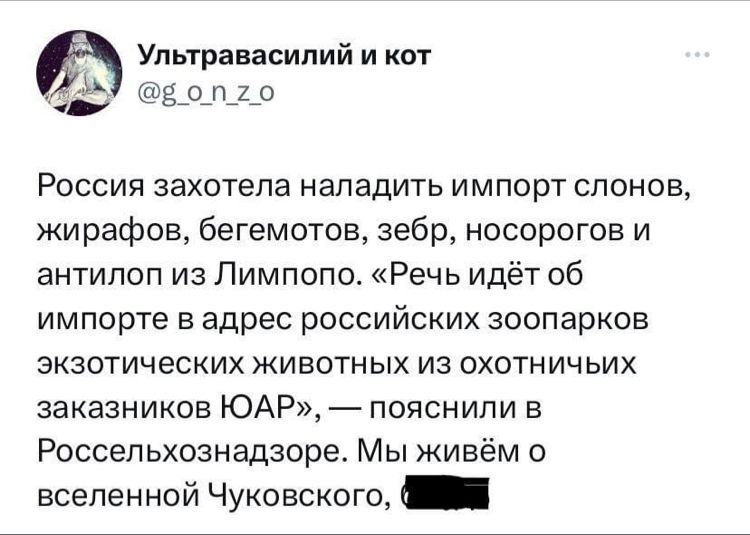 Ультравасилий и кот
@g_o_n_z_o
Россия захотела наладить импорт слонов,
жирафов, бегемотов, зебр, носорогов и
антилоп из Лимпопо. «Речь идёт об
импорте в адрес российских зоопарков
экзотических животных из охотничьих
заказников ЮАР», — пояснили в
Россельхознадзоре. Мы живём о
вселенной Чуковского,